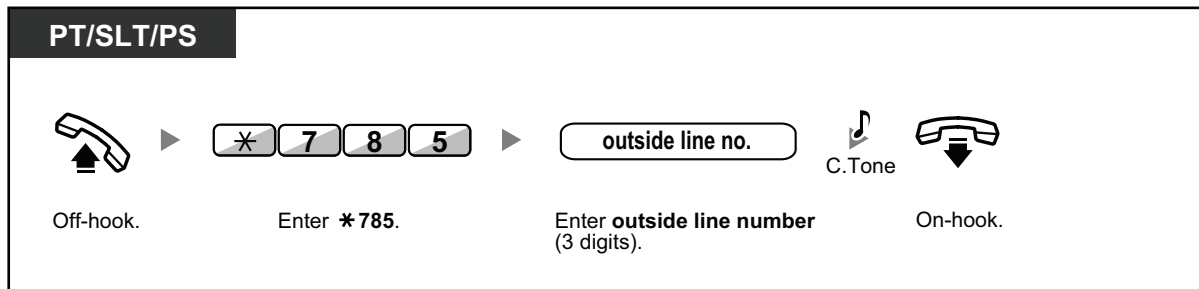 PT/SLT/PS
* 7 8 5
outside line no.
C.Tone
Off-hook.
Enter *785.
Enter outside line number
(3 digits).
On-hook.